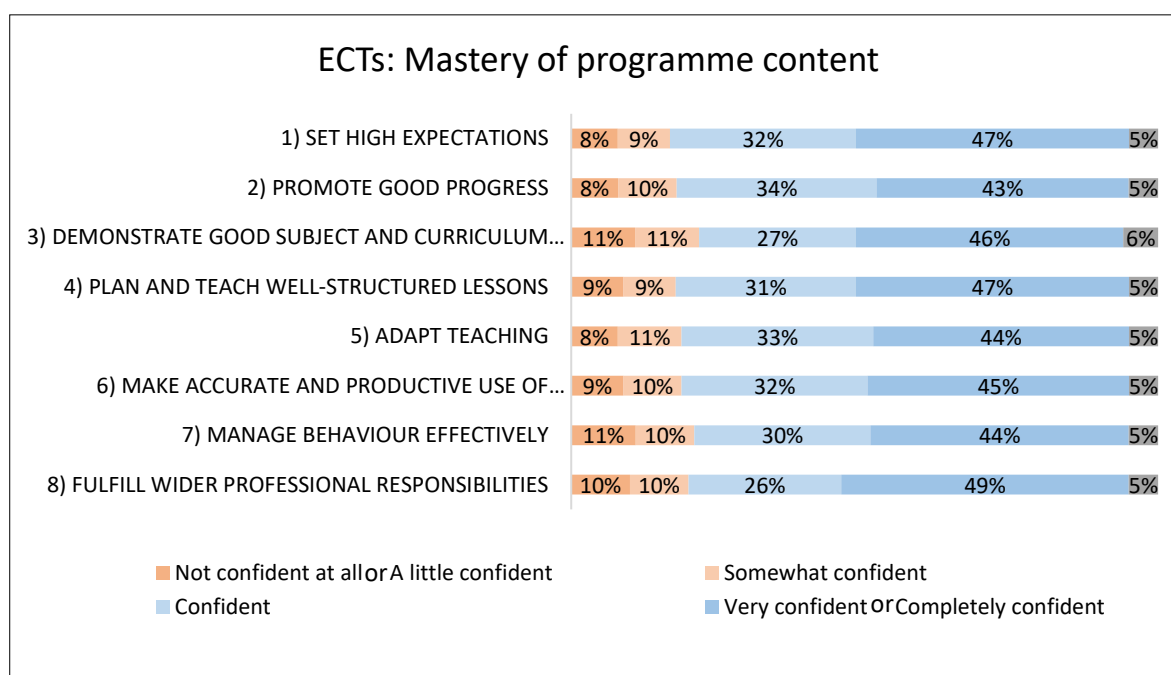 ECTs: Mastery of programme content
1) SET HIGH EXPECTATIONS 8% 9% 32% 47% 5%
2) PROMOTE GOOD PROGRESS 8% 10% 34% 43% 5%
3) DEMONSTRATE GOOD SUBJECT AND CURRICULUM... 11% 11% 27% 46% 6%
4) PLAN AND TEACH WELL-STRUCTURED LESSONS 9% 9% 31% 47% 5%
5) ADAPT TEACHING 8% 11% 33% 44% 5%
6) MAKE ACCURATE AND PRODUCTIVE USE OF... 9% 10% 32% 45% 5%
7) MANAGE BEHAVIOUR EFFECTIVELY 11% 10% 30% 44% 5%
8) FULFILL WIDER PROFESSIONAL RESPONSIBILITIES 10% 10% 26% 49% 5%
Not confident at all or A little confident Somewhat confident
Confident Very confident or Completely confident